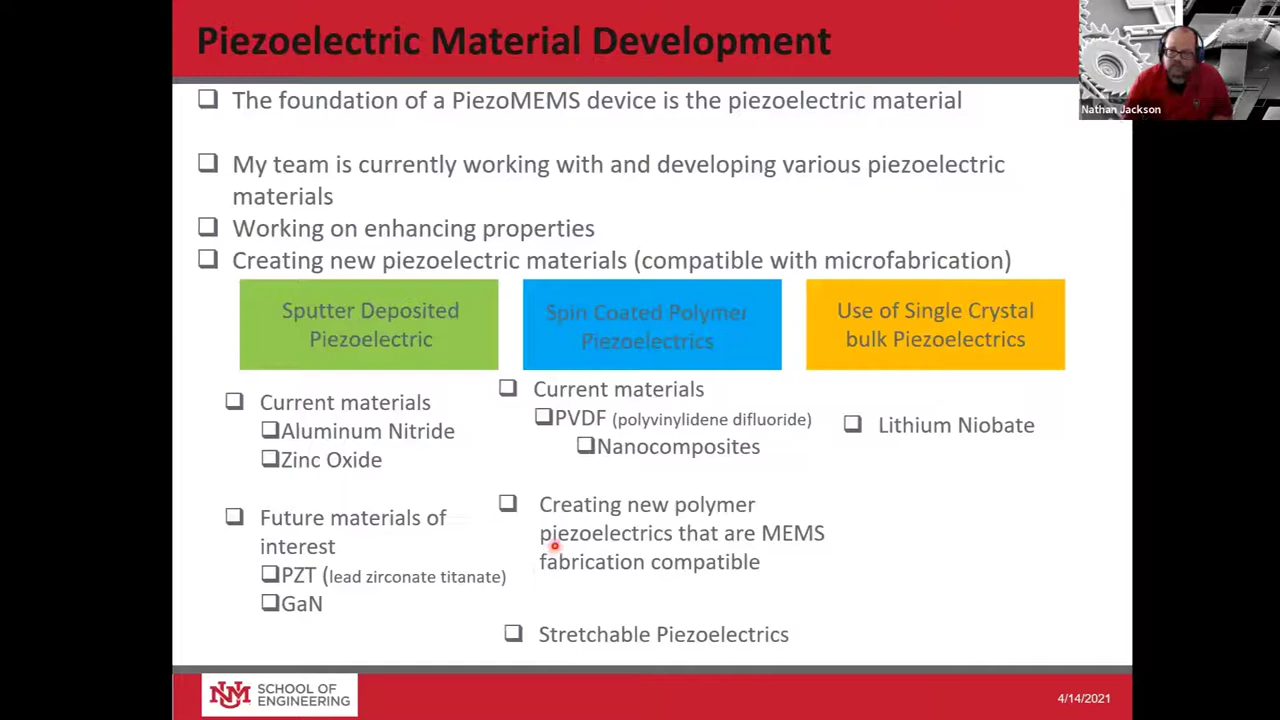 Piezoelectric Material Development
Nathan Jackson
❑ The foundation of a PiezoMEMS device is the piezoelectric material
❑ My team is currently working with and developing various piezoelectric
materials
❑ Working on enhancing properties
❑ Creating new piezoelectric materials (compatible with microfabrication)
Sputter Deposited
Piezoelectric
❑ Current materials
❑Aluminum Nitride
❑Zinc Oxide
❑ Future materials of
interest
❑PZT (lead zirconate titanate)
❑GaN
Spin Coated Polymer
Piezoelectrics
❑ Current materials
❑PVDF (polyvinylidene difluoride)
❑Nanocomposites
❑ Creating new polymer
piezoelectrics that are MEMS
fabrication compatible
❑ Stretchable Piezoelectrics
Use of Single Crystal
bulk Piezoelectrics
❑ Lithium Niobate
UNM SCHOOL OF
ENGINEERING
4/14/2021